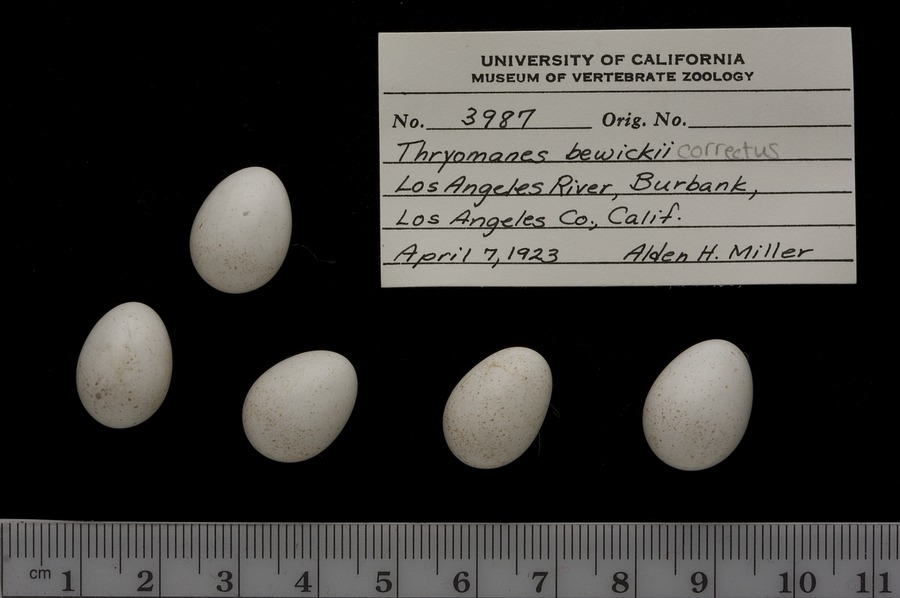 UNIVERSITY OF CALIFORNIA
MUSEUM OF VERTEBRATE ZOOLOGY
No. 3987 Orig. No.
Thryomanes bewickii correctus
Los Angeles River, Burbank,
Los Angeles Co., Calif.
April 7, 1923 Alden H. Miller
cm 1 2 3 4 5 6 7 8 9 10 11